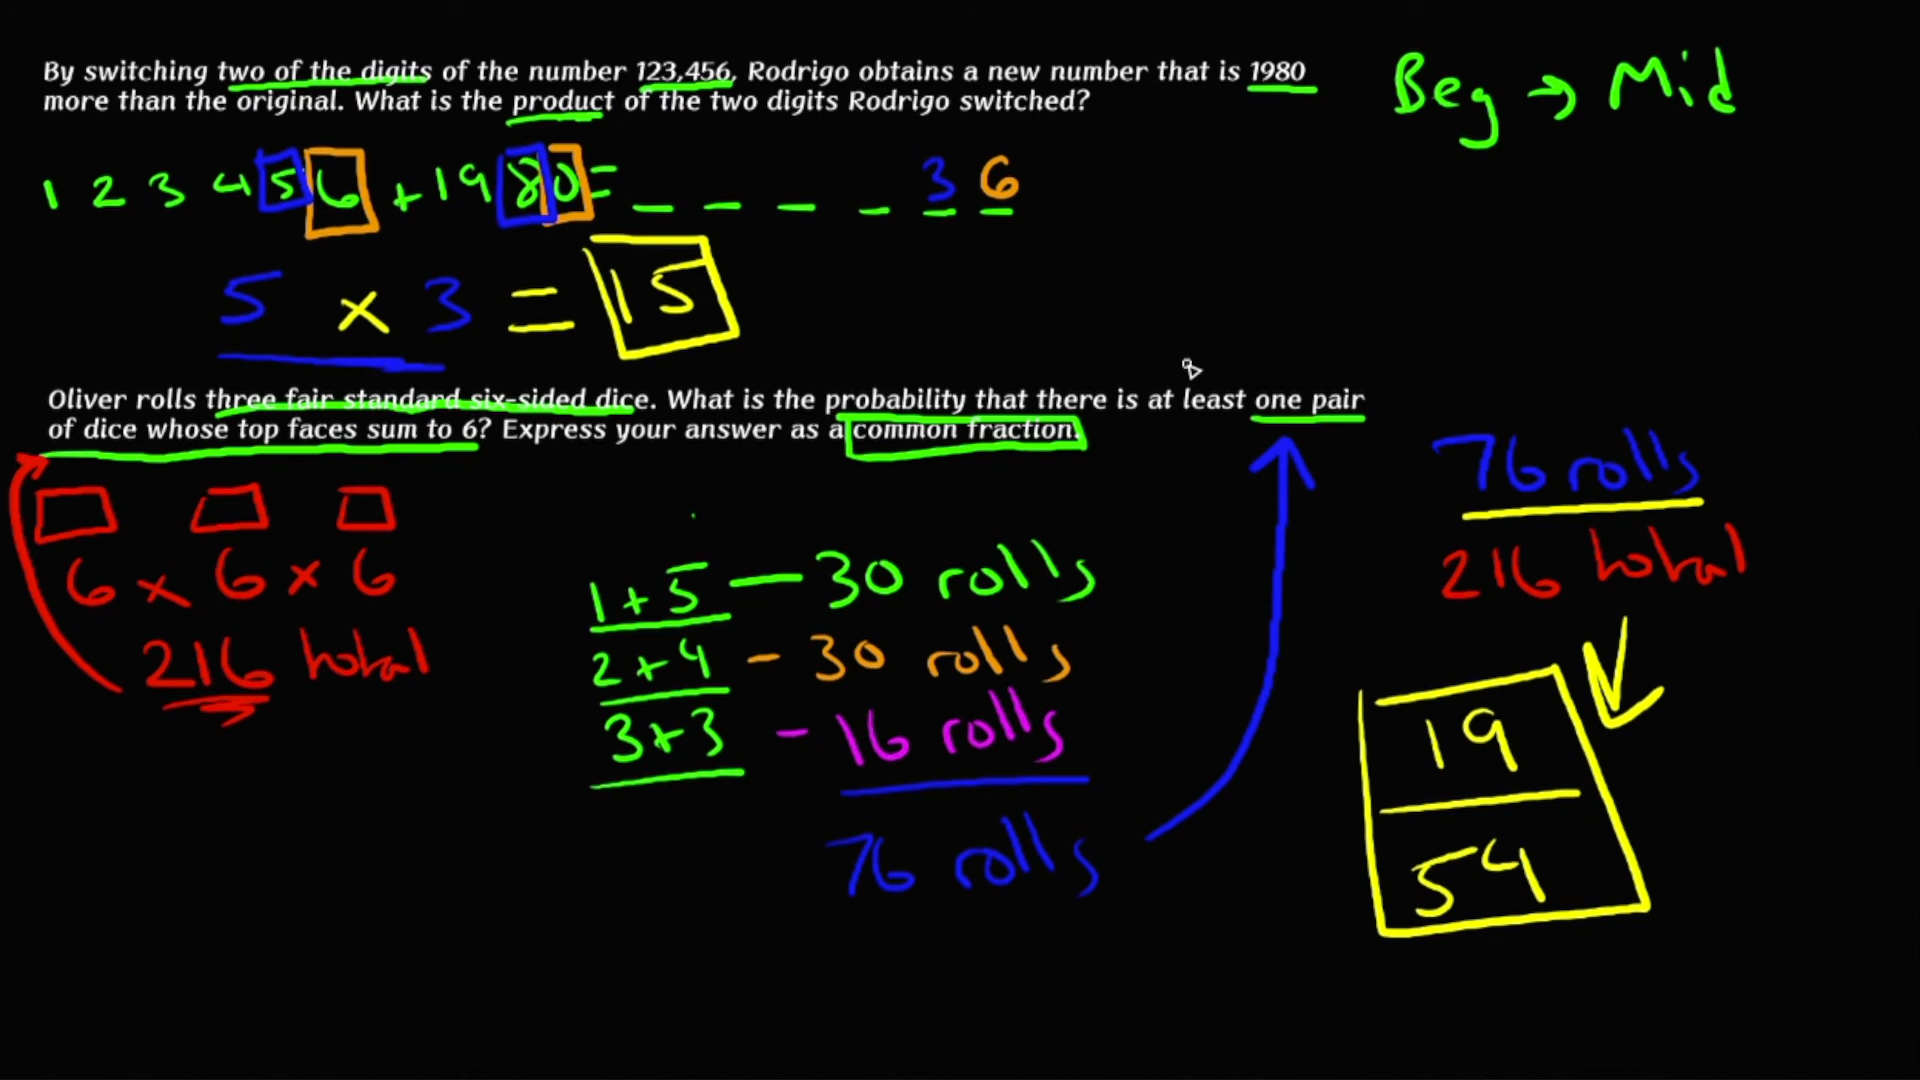 By switching two of the digits of the number 123,456, Rodrigo obtains a new number that is 1980
more than the original. What is the product of the two digits Rodrigo switched?
Beg → Mid
1 2 3 4 5 6 + 1980 = _ _ _ _ 3 6
5 × 3 = 15
Oliver rolls three fair standard six-sided dice. What is the probability that there is at least one pair
of dice whose top faces sum to 6? Express your answer as a common fraction.
6 × 6 × 6
216 total
1 + 5 — 30 rolls
2 + 4 - 30 rolls
3 + 3 - 16 rolls
76 rolls
76 rolls
216 total
19
54